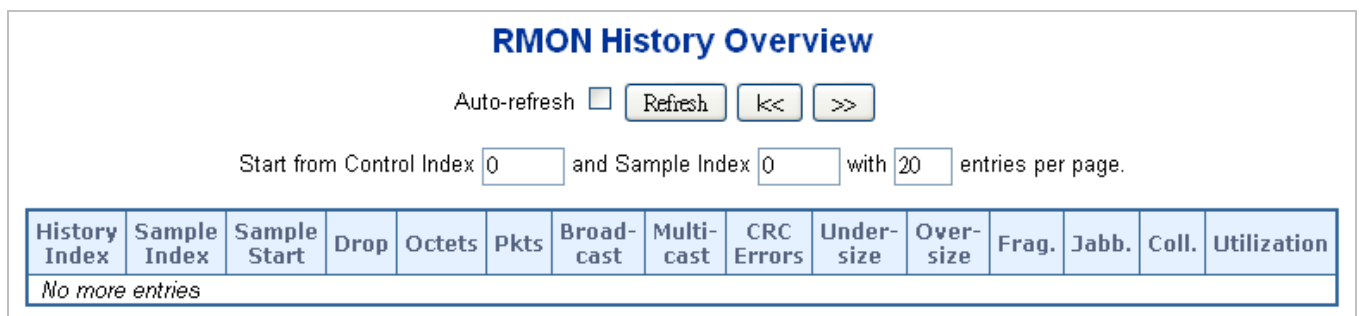 RMON History Overview
Auto-refresh Refresh |<< >>
Start from Control Index 0 and Sample Index 0 with 20 entries per page.
History Index Sample Index Sample Start Drop Octets Pkts Broad-cast Multi-cast CRC Errors Under-size Over-size Frag. Jabb. Coll. Utilization
No more entries